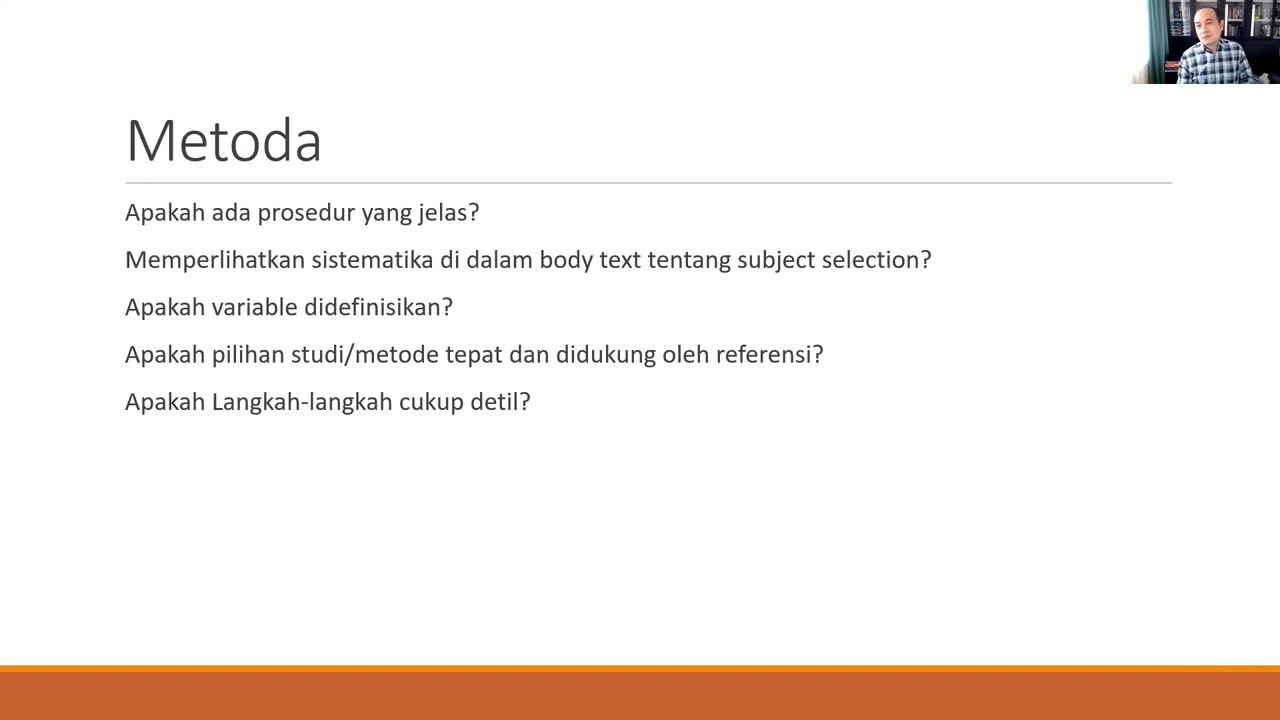 Metoda
Apakah ada prosedur yang jelas?
Memperlihatkan sistematika di dalam body text tentang subject selection?
Apakah variable didefinisikan?
Apakah pilihan studi/metode tepat dan didukung oleh referensi?
Apakah Langkah-langkah cukup detil?